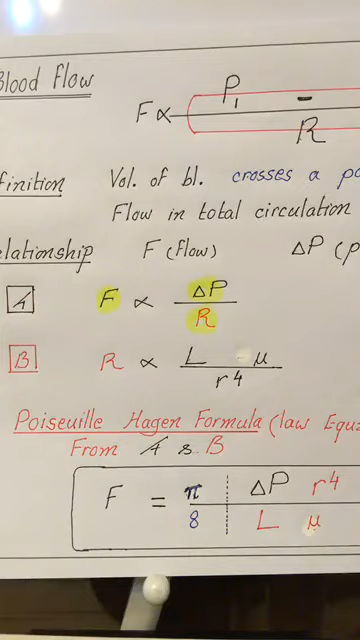 Blood Flow
F ∝ P1 -
R
finition Vol. of bl. crosses a po
Flow in total circulation
elationship F (flow) ΔP (p
A F ∝ ΔP / R
B R ∝ L μ / r⁴
Poiseuille Hagen Formula (law Equa
From A & B
F = π/8 ΔP r⁴ / L μ